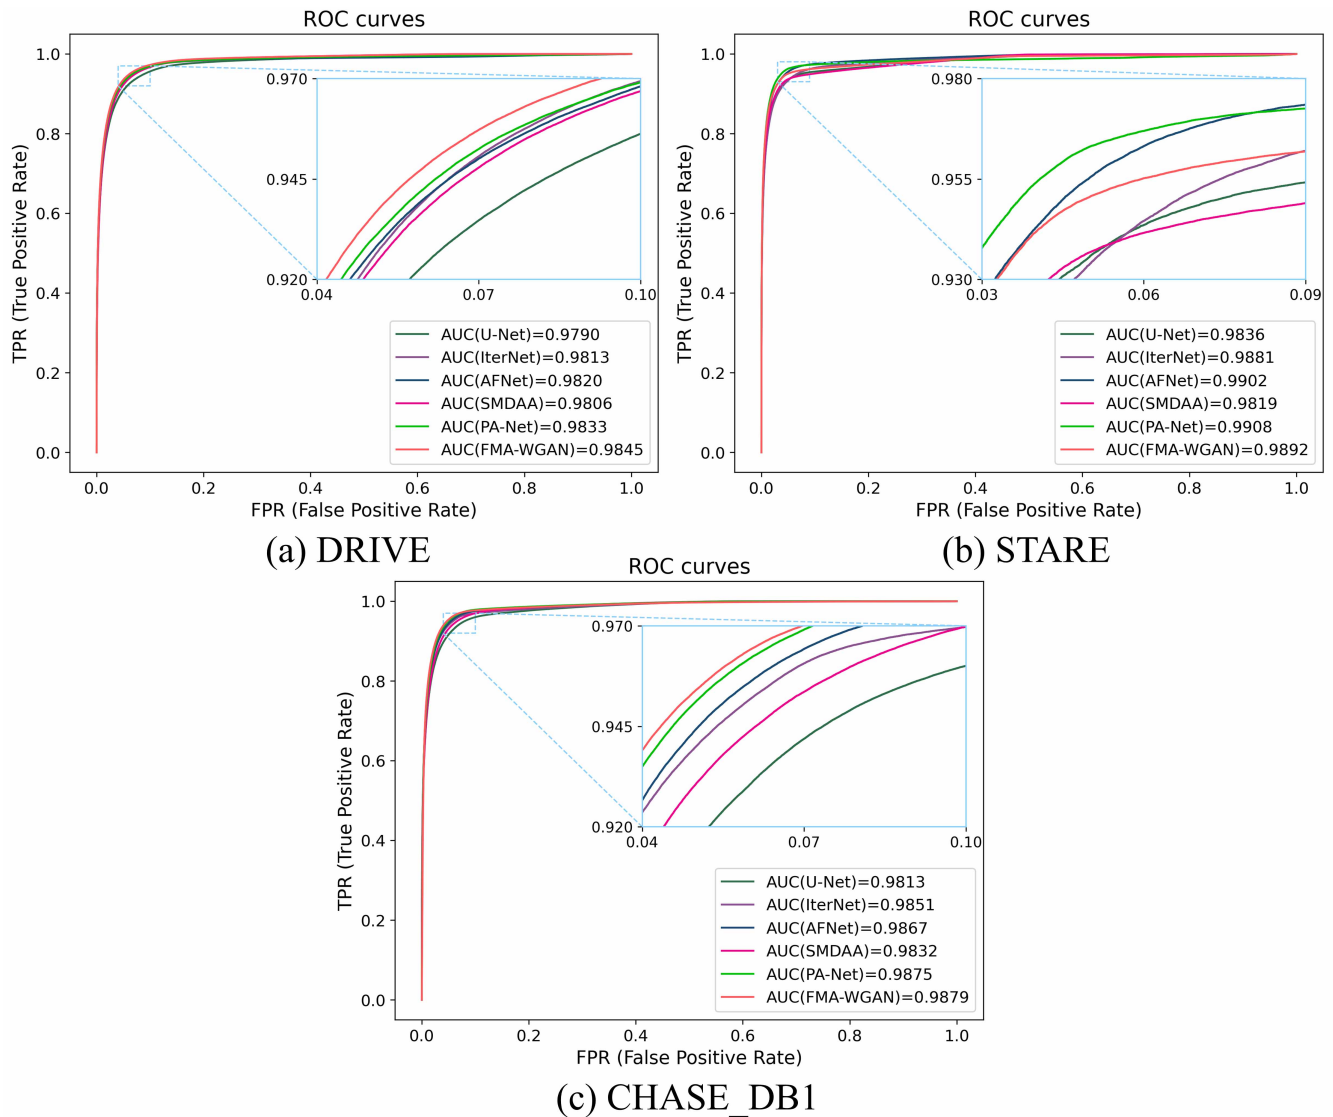 ROC curves
1.0
0.8
0.6
0.4
0.2
0.0
TPR (True Positive Rate)
0.970
0.945
0.920
0.04
0.07
0.10
AUC(U-Net)=0.9790
AUC(IterNet)=0.9813
AUC(AFNet)=0.9820
AUC(SMDAA)=0.9806
AUC(PA-Net)=0.9833
AUC(FMA-WGAN)=0.9845
0.0
0.2
0.4
0.6
0.8
1.0
FPR (False Positive Rate)
(a) DRIVE
ROC curves
1.0
0.8
0.6
0.4
0.2
0.0
TPR (True Positive Rate)
0.980
0.955
0.930
0.03
0.06
0.09
AUC(U-Net)=0.9836
AUC(IterNet)=0.9881
AUC(AFNet)=0.9902
AUC(SMDAA)=0.9819
AUC(PA-Net)=0.9908
AUC(FMA-WGAN)=0.9892
0.0
0.2
0.4
0.6
0.8
1.0
FPR (False Positive Rate)
(b) STARE
ROC curves
1.0
0.8
0.6
0.4
0.2
0.0
TPR (True Positive Rate)
0.970
0.945
0.920
0.04
0.07
0.10
AUC(U-Net)=0.9813
AUC(IterNet)=0.9851
AUC(AFNet)=0.9867
AUC(SMDAA)=0.9832
AUC(PA-Net)=0.9875
AUC(FMA-WGAN)=0.9879
0.0
0.2
0.4
0.6
0.8
1.0
FPR (False Positive Rate)
(c) CHASE_DB1